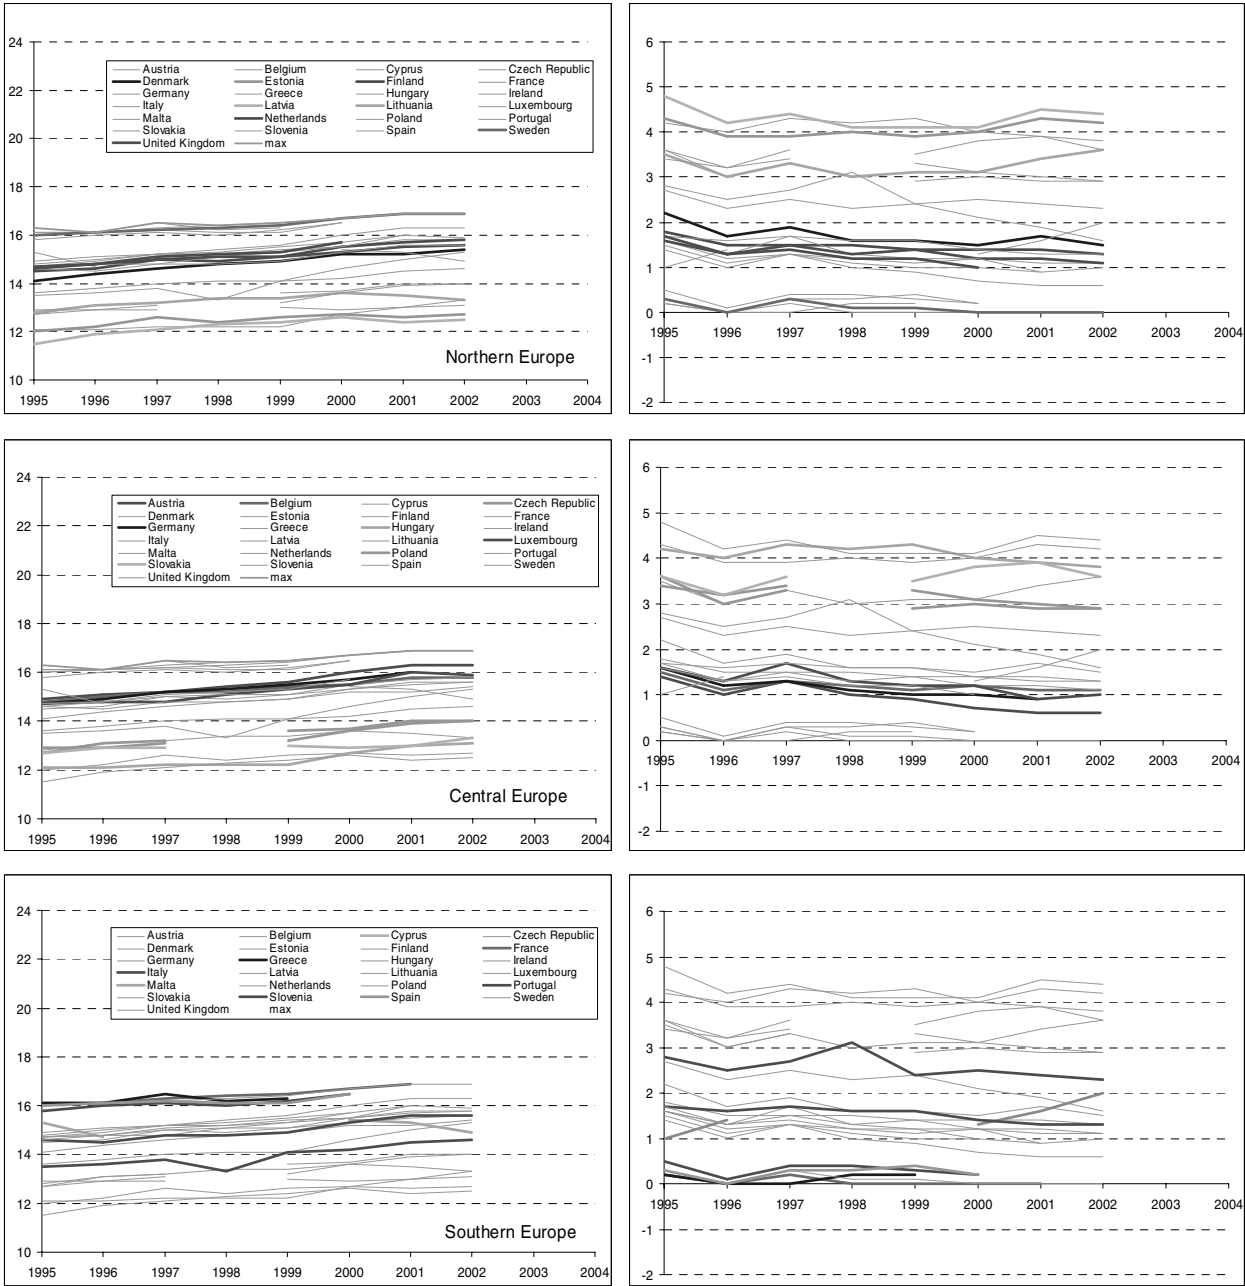 24
22
20
18
16
14
12
10
Austria Belgium Cyprus Czech Republic
Denmark Estonia Finland France
Germany Greece Hungary Ireland
Italy Latvia Lithuania Luxembourg
Malta Netherlands Poland Portugal
Slovakia Slovenia Spain Sweden
United Kingdom max
Northern Europe
1995 1996 1997 1998 1999 2000 2001 2002 2003 2004
6
5
4
3
2
1
0
1995 1996 1997 1998 1999 2000 2001 2002 2003 2004
-1
-2
24
22
20
18
16
14
12
10
Austria Belgium Cyprus Czech Republic
Denmark Estonia Finland France
Germany Greece Hungary Ireland
Italy Latvia Lithuania Luxembourg
Malta Netherlands Poland Portugal
Slovakia Slovenia Spain Sweden
United Kingdom max
Central Europe
1995 1996 1997 1998 1999 2000 2001 2002 2003 2004
6
5
4
3
2
1
0
1995 1996 1997 1998 1999 2000 2001 2002 2003 2004
-1
-2
24
22
20
18
16
14
12
10
Austria Belgium Cyprus Czech Republic
Denmark Estonia Finland France
Germany Greece Hungary Ireland
Italy Latvia Lithuania Luxembourg
Malta Netherlands Poland Portugal
Slovakia Slovenia Spain Sweden
United Kingdom max
Southern Europe
1995 1996 1997 1998 1999 2000 2001 2002 2003 2004
6
5
4
3
2
1
0
1995 1996 1997 1998 1999 2000 2001 2002 2003 2004
-1
-2